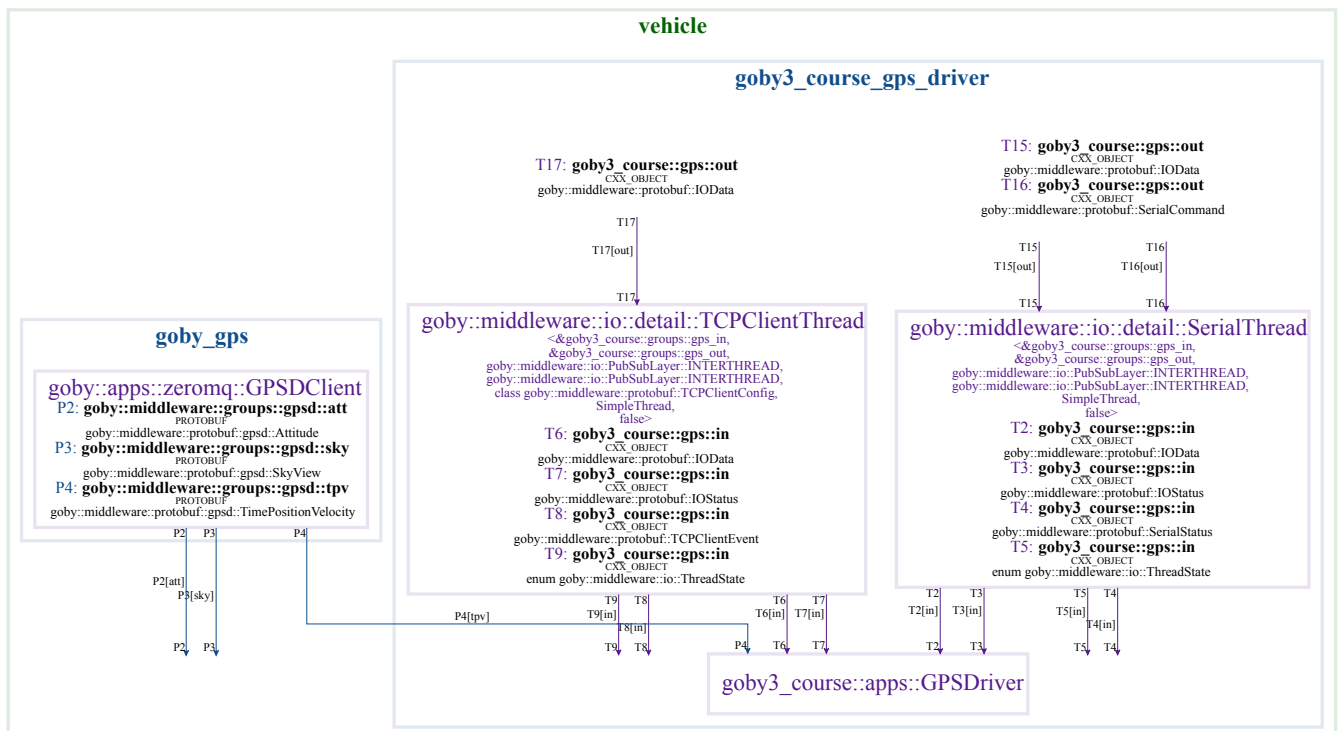 vehicle
goby3_course_gps_driver
T17: goby3_course::gps::out
CXX_OBJECT
goby::middleware::protobuf::IOData
T15: goby3_course::gps::out
CXX_OBJECT
goby::middleware::protobuf::IOData
T16: goby3_course::gps::out
CXX_OBJECT
goby::middleware::protobuf::SerialCommand
T17
T17[out]
T17
T15
T15[out]
T15
T16
T16[out]
T16
goby_gps
goby::apps::zeromq::GPSDClient
P2: goby::middleware::groups::gpsd::att
PROTOBUF
goby::middleware::protobuf::gpsd::Attitude
P3: goby::middleware::groups::gpsd::sky
PROTOBUF
goby::middleware::protobuf::gpsd::SkyView
P4: goby::middleware::groups::gpsd::tpv
PROTOBUF
goby::middleware::protobuf::gpsd::TimePositionVelocity
goby::middleware::io::detail::TCPClientThread
<&goby3_course::groups::gps_in,
&goby3_course::groups::gps_out,
goby::middleware::io::PubSubLayer::INTERTHREAD,
goby::middleware::io::PubSubLayer::INTERTHREAD,
class goby::middleware::protobuf::TCPClientConfig,
SimpleThread,
false>
T6: goby3_course::gps::in
CXX_OBJECT
goby::middleware::protobuf::IOData
T7: goby3_course::gps::in
CXX_OBJECT
goby::middleware::protobuf::IOStatus
T8: goby3_course::gps::in
CXX_OBJECT
goby::middleware::protobuf::TCPClientEvent
T9: goby3_course::gps::in
CXX_OBJECT
enum goby::middleware::io::ThreadState
goby::middleware::io::detail::SerialThread
<&goby3_course::groups::gps_in,
&goby3_course::groups::gps_out,
goby::middleware::io::PubSubLayer::INTERTHREAD,
goby::middleware::io::PubSubLayer::INTERTHREAD,
SimpleThread,
false>
T2: goby3_course::gps::in
CXX_OBJECT
goby::middleware::protobuf::IOData
T3: goby3_course::gps::in
CXX_OBJECT
goby::middleware::protobuf::IOStatus
T4: goby3_course::gps::in
CXX_OBJECT
goby::middleware::protobuf::SerialStatus
T5: goby3_course::gps::in
CXX_OBJECT
enum goby::middleware::io::ThreadState
P2
P3
P4
P2[att]
P3[sky]
P4[tpv]
P2
P3
T9
T8
T6
T7
T9[in]
T8[in]
T6[in]
T7[in]
T9
T8
P4
T6
T7
T2
T3
T5
T4
T2[in]
T3[in]
T5[in]
T4[in]
T2
T3
T5
T4
goby3_course::apps::GPSDriver